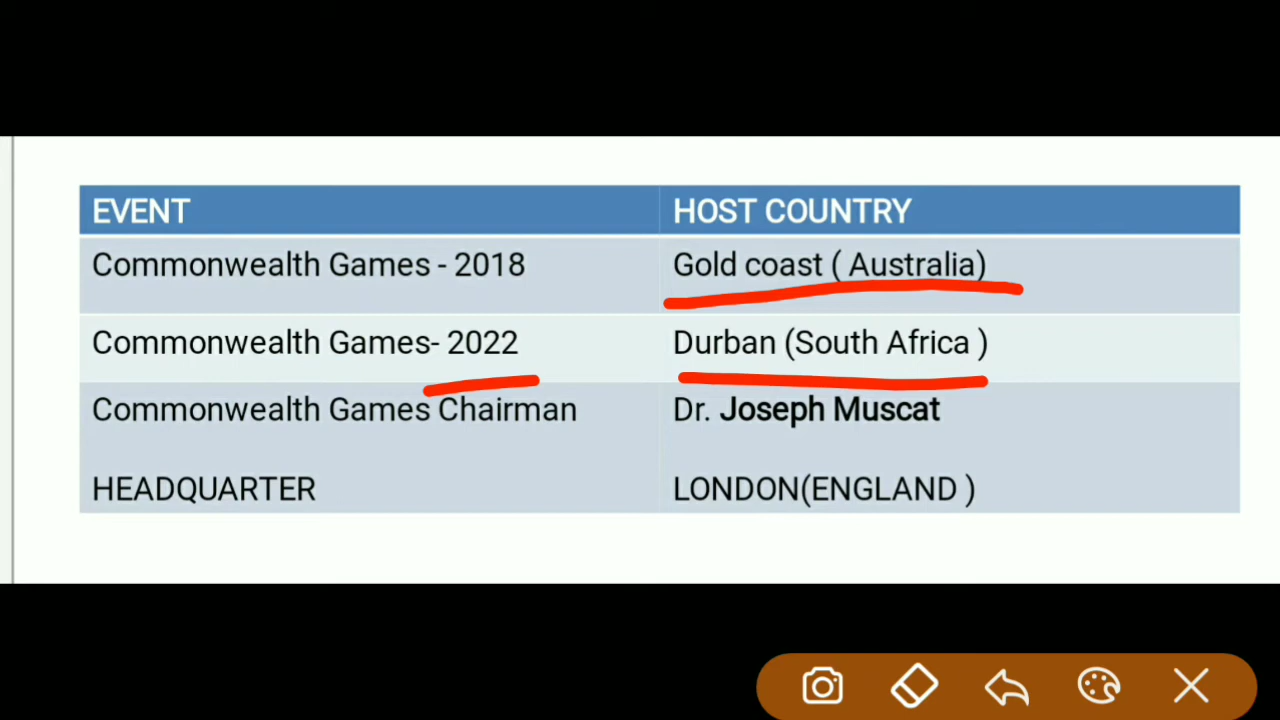 EVENT HOST COUNTRY
Commonwealth Games - 2018 Gold coast ( Australia)
Commonwealth Games- 2022 Durban (South Africa )
Commonwealth Games Chairman Dr. Joseph Muscat
HEADQUARTER LONDON(ENGLAND )